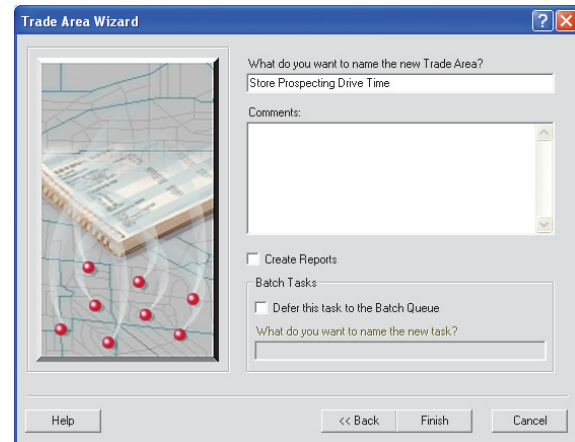 Trade Area Wizard
What do you want to name the new Trade Area?
Store Prospecting Drive Time
Comments:
Create Reports
Batch Tasks
Defer this task to the Batch Queue
What do you want to name the new task?
Help
<< Back
Finish
Cancel